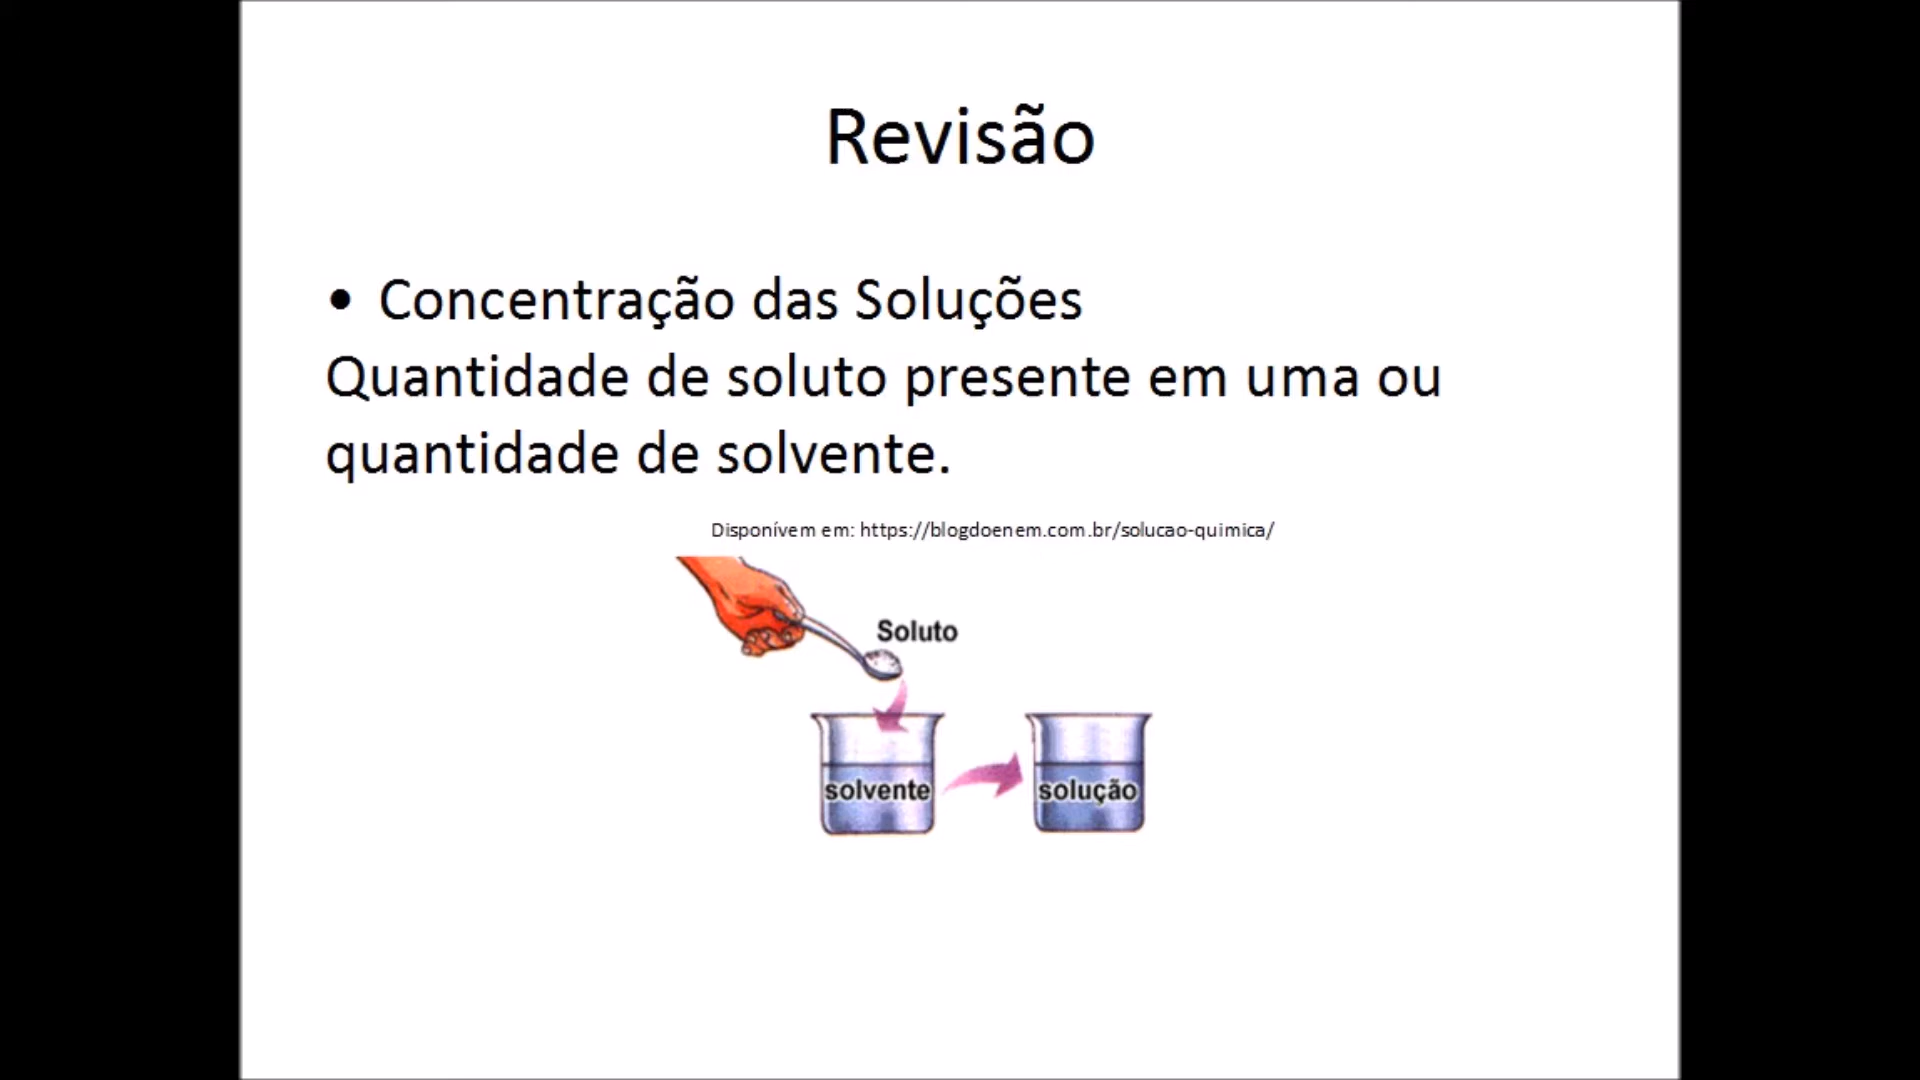 Revisão
• Concentração das Soluções
Quantidade de soluto presente em uma ou
quantidade de solvente.
Disponívem em: https://blogdoenem.com.br/solucao-quimica/
Soluto
solvente
solução